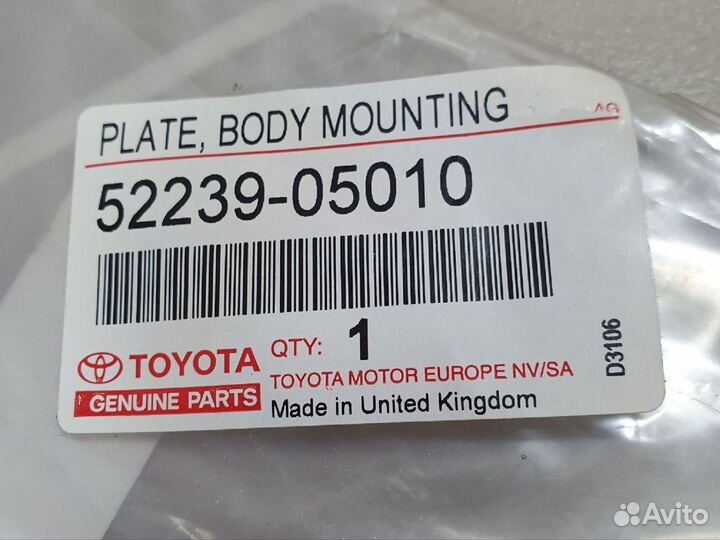 PLATE, BODY MOUNTING
AG
52239-05010
TOYOTA
GENUINE PARTS
QTY: 1
TOYOTA MOTOR EUROPE NV/SA
Made in United Kingdom
D3106
Avito